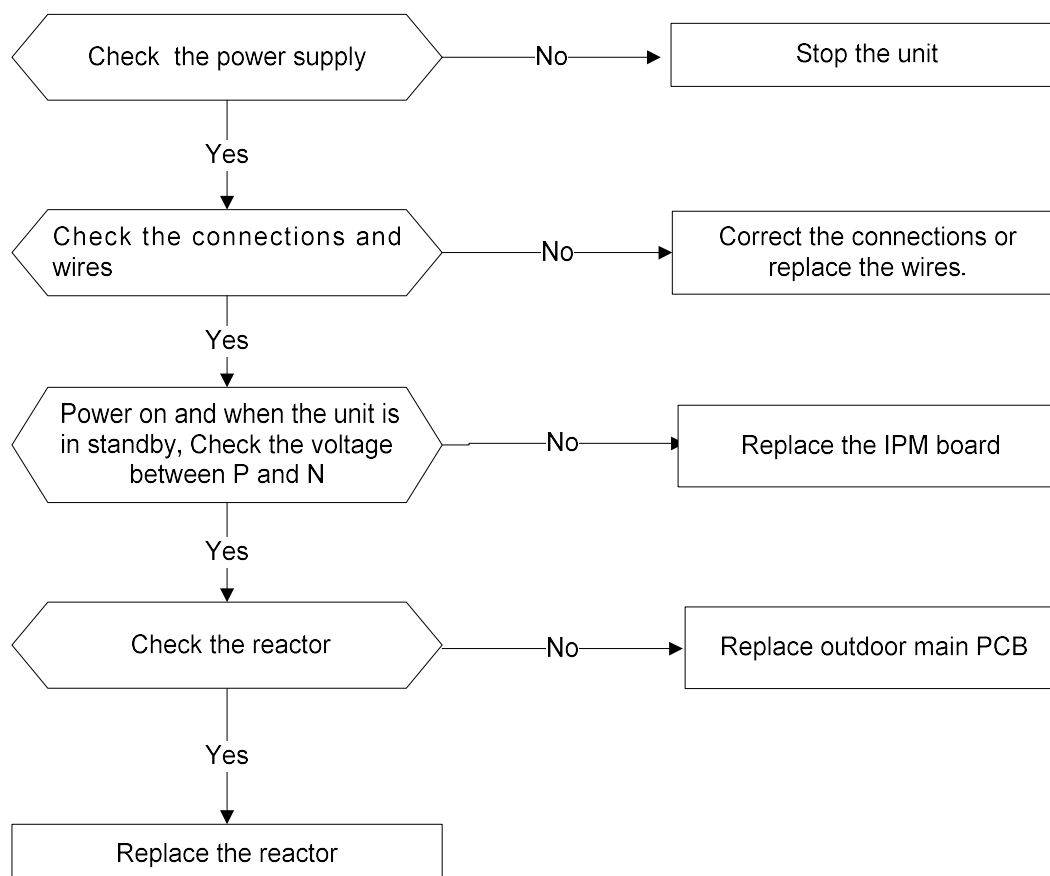 Check the power supply
No
Stop the unit
Yes
Check the connections and
wires
No
Correct the connections or
replace the wires.
Yes
Power on and when the unit is
in standby, Check the voltage
between P and N
No
Replace the IPM board
Yes
Check the reactor
No
Replace outdoor main PCB
Yes
Replace the reactor